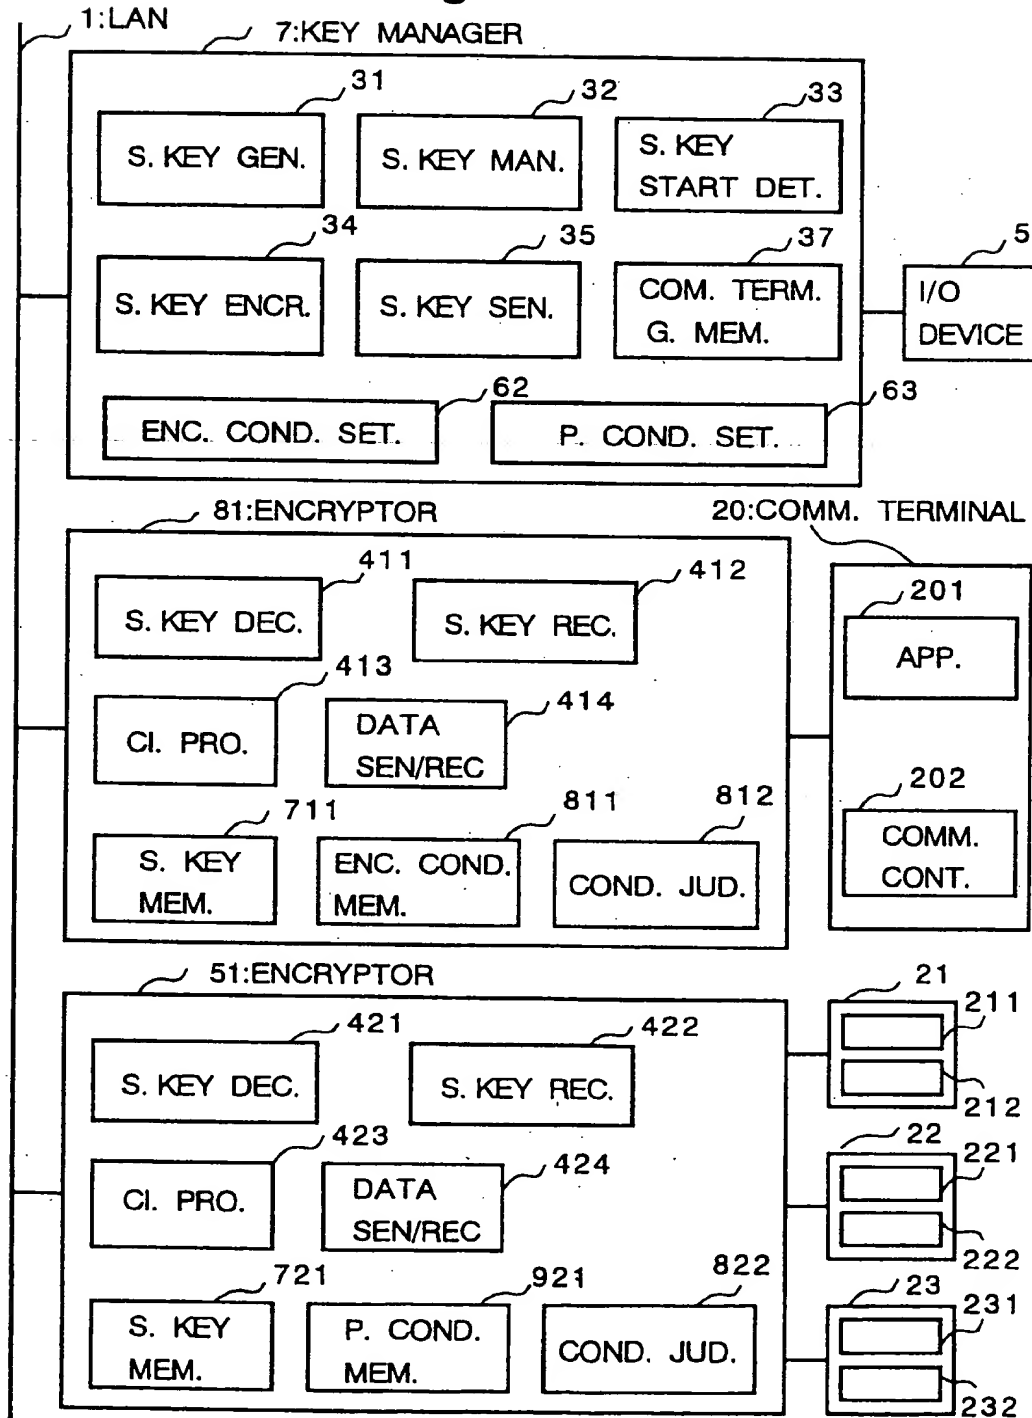 1:LAN
7:KEY MANAGER
31
32
33
S. KEY GEN.
S. KEY MAN.
S. KEY
START DET.
34
35
37
5
S. KEY ENCR.
S. KEY SEN.
COM. TERM.
G. MEM.
I/O
DEVICE
62
63
ENC. COND. SET.
P. COND. SET.
81:ENCRYPTOR
20:COMM. TERMINAL
411
412
201
S. KEY DEC.
S. KEY REC.
APP.
413
414
CI. PRO.
DATA
SEN/REC
711
811
812
202
S. KEY
MEM.
ENC. COND.
MEM.
COND. JUD.
COMM.
CONT.
51:ENCRYPTOR
21
211
421
422
S. KEY DEC.
S. KEY REC.
212
423
424
22
221
CI. PRO.
DATA
SEN/REC
222
721
921
822
23
231
S. KEY
MEM.
P. COND.
MEM.
COND. JUD.
232